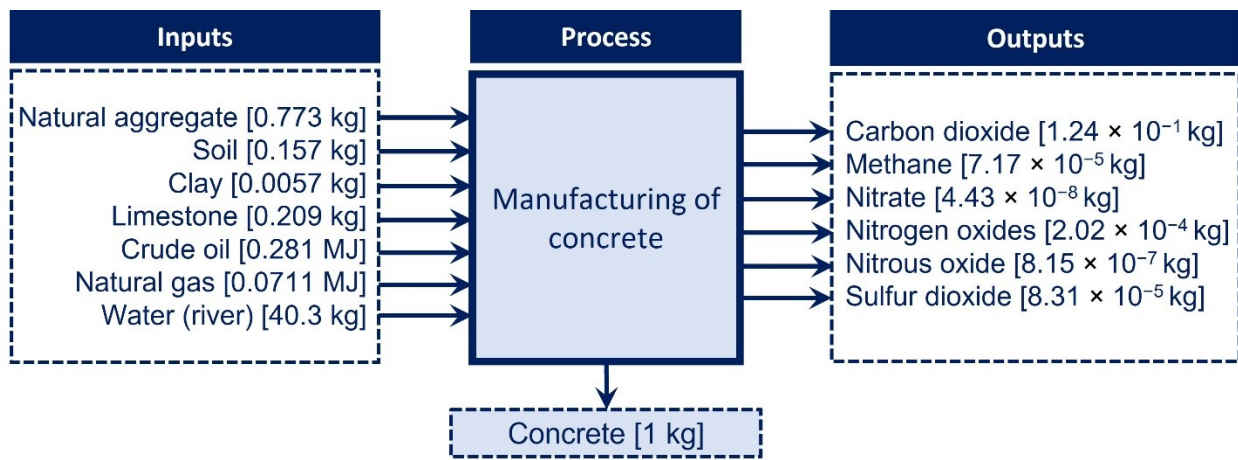 Inputs
Process
Outputs
Natural aggregate [0.773 kg]
Soil [0.157 kg]
Clay [0.0057 kg]
Limestone [0.209 kg]
Crude oil [0.281 MJ]
Natural gas [0.0711 MJ]
Water (river) [40.3 kg]
Manufacturing of
concrete
Carbon dioxide [1.24 × 10⁻¹ kg]
Methane [7.17 × 10⁻⁵ kg]
Nitrate [4.43 × 10⁻⁸ kg]
Nitrogen oxides [2.02 × 10⁻⁴ kg]
Nitrous oxide [8.15 × 10⁻⁷ kg]
Sulfur dioxide [8.31 × 10⁻⁵ kg]
Concrete [1 kg]